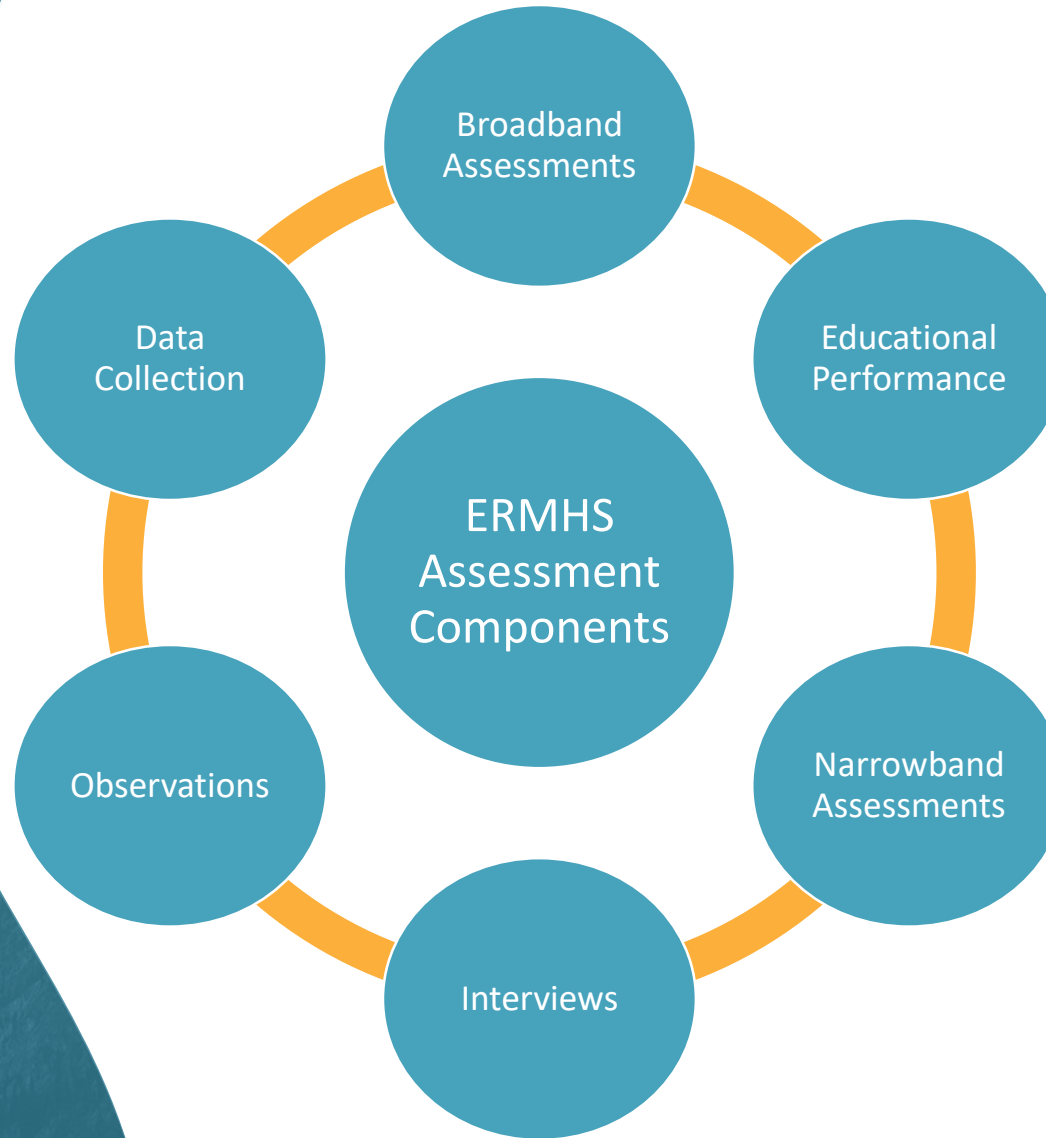 Broadband
Assessments
Educational
Performance
Narrowband
Assessments
Interviews
Observations
Data
Collection
ERMHS
Assessment
Components